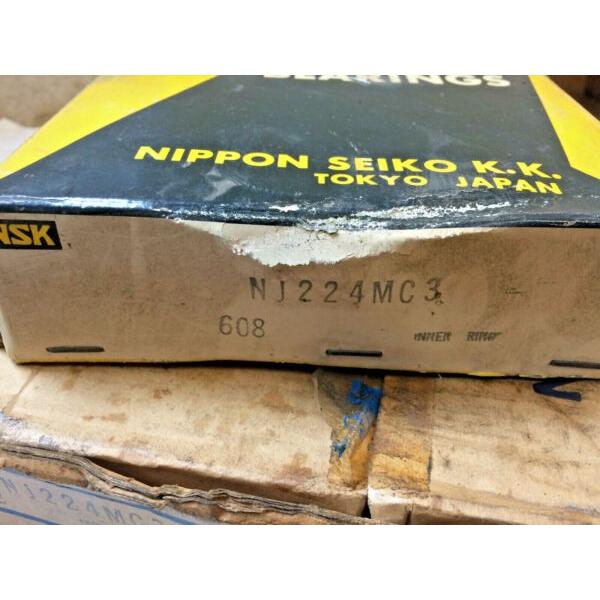 BEARINGS
NIPPON SEIKO K.K.
TOKYO JAPAN
NSK
NJ224MC3
608
INNER RING
NJ224MC3